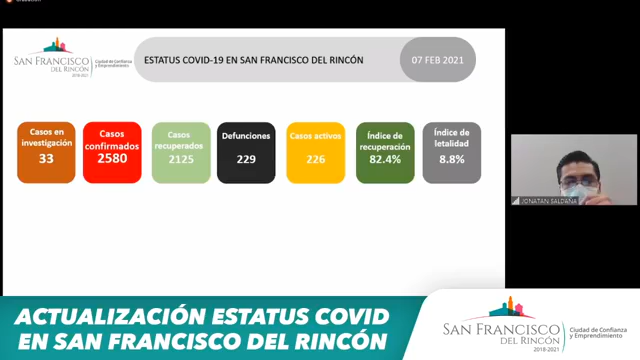 SAN FRANCISCO
DEL RINCÓN
2018-2021
Ciudad de Confianza
y Emprendimiento
ESTATUS COVID-19 EN SAN FRANCISCO DEL RINCÓN
07 FEB 2021
Casos en
investigación
33
Casos
confirmados
2580
Casos
recuperados
2125
Defunciones
229
Casos activos
226
Índice de
recuperación
82.4%
Índice de
letalidad
8.8%
JONATAN SALDAÑA
ACTUALIZACIÓN ESTATUS COVID
EN SAN FRANCISCO DEL RINCÓN
SAN FRANCISCO
DEL RINCÓN
2018-2021
Ciudad de Confianza
y Emprendimiento